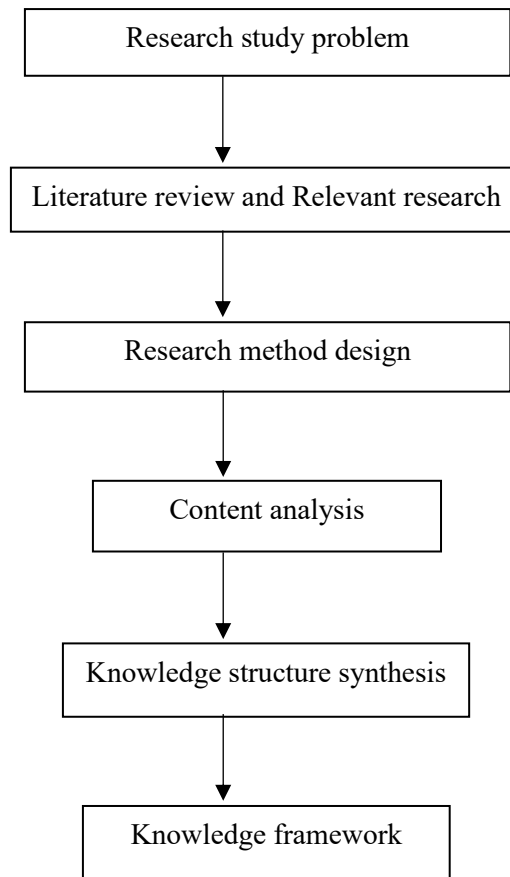 Research study problem
Literature review and Relevant research
Research method design
Content analysis
Knowledge structure synthesis
Knowledge framework